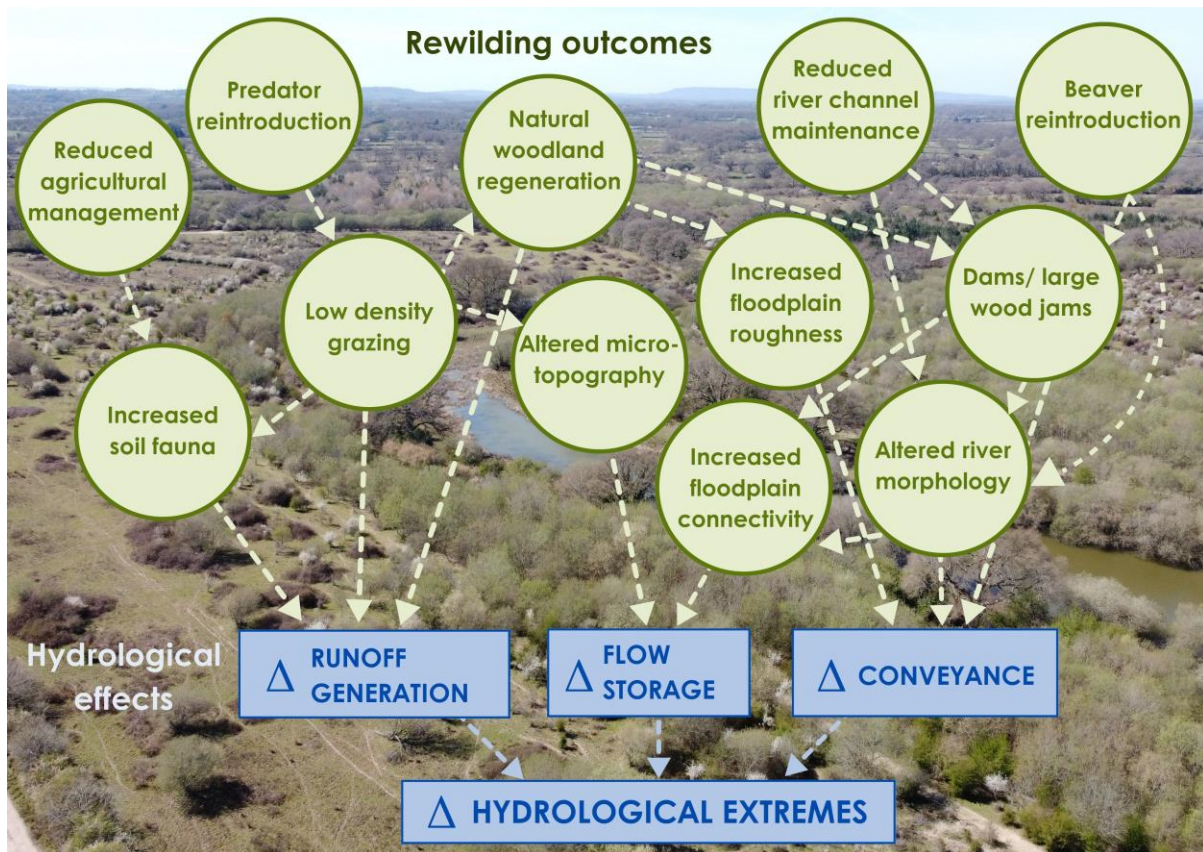 Rewilding outcomes
Reduced
agricultural
management
Predator
reintroduction
Natural
woodland
regeneration
Reduced
river channel
maintenance
Beaver
reintroduction
Increased
soil fauna
Low density
grazing
Altered micro-
topography
Increased
floodplain
roughness
Dams/ large
wood jams
Increased
floodplain
connectivity
Altered river
morphology
Hydrological
effects
Δ RUNOFF
GENERATION
Δ FLOW
STORAGE
Δ CONVEYANCE
Δ HYDROLOGICAL EXTREMES